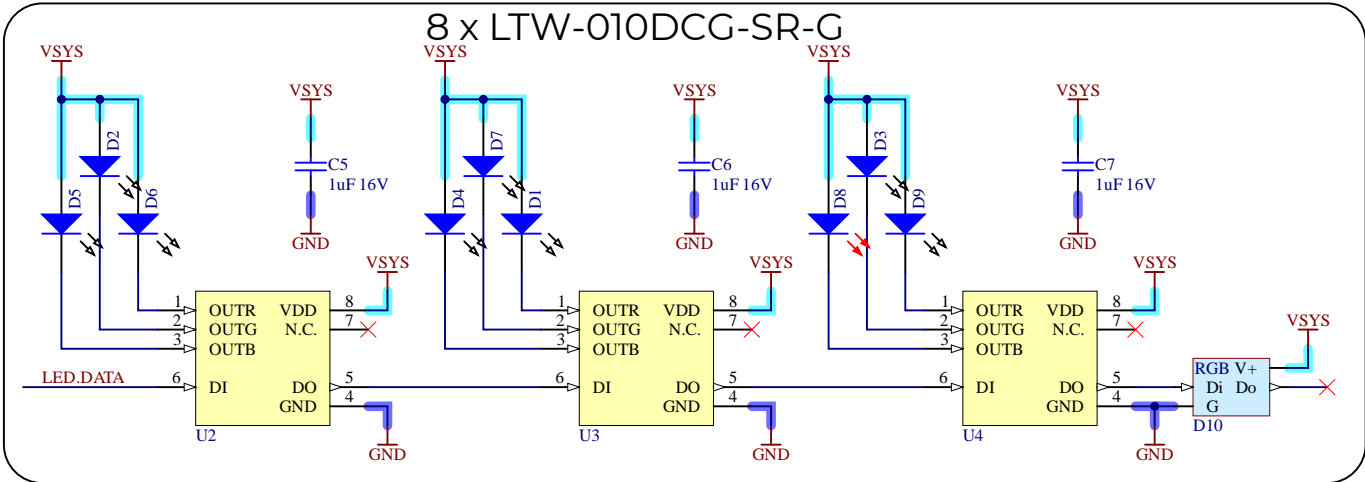 8 x LTW-010DCG-SR-G
VSYS
VSYS
VSYS
VSYS
VSYS
VSYS
D2
D7
D3
C5
1uF 16V
C6
1uF 16V
C7
1uF 16V
D5
D6
D4
D1
D8
D9
GND
GND
GND
VSYS
VSYS
VSYS
1 OUTR VDD 8
2 OUTG N.C. 7
3 OUTB
LED.DATA 6 DI DO 5
GND 4
U2
GND
1 OUTR VDD 8
2 OUTG N.C. 7
3 OUTB
6 DI DO 5
GND 4
U3
GND
1 OUTR VDD 8
2 OUTG N.C. 7
3 OUTB
6 DI DO 5
GND 4
U4
GND
VSYS
RGB V+
Di Do
G
D10